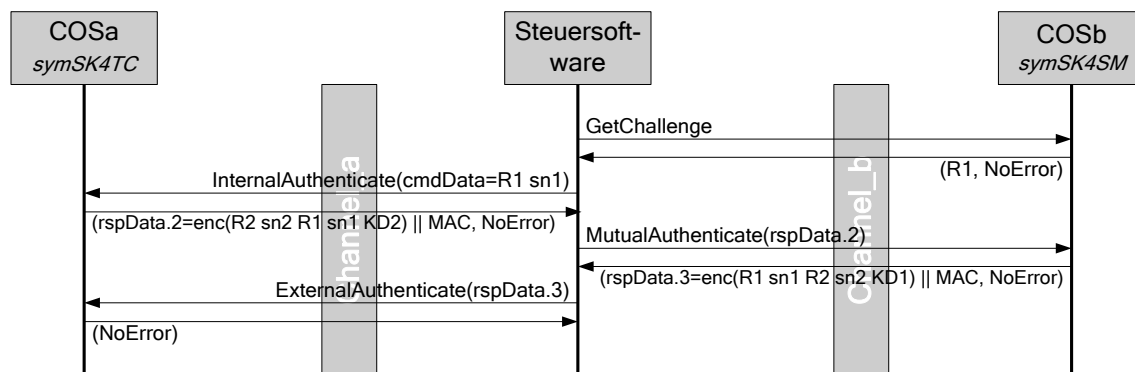 COSa
symSK4TC
Steuersoft-
ware
COSb
symSK4SM
Channel_a
Channel_b
GetChallenge
(R1, NoError)
InternalAuthenticate(cmdData=R1 sn1)
(rspData.2=enc(R2 sn2 R1 sn1 KD2) || MAC, NoError)
MutualAuthenticate(rspData.2)
(rspData.3=enc(R1 sn1 R2 sn2 KD1) || MAC, NoError)
ExternalAuthenticate(rspData.3)
(NoError)